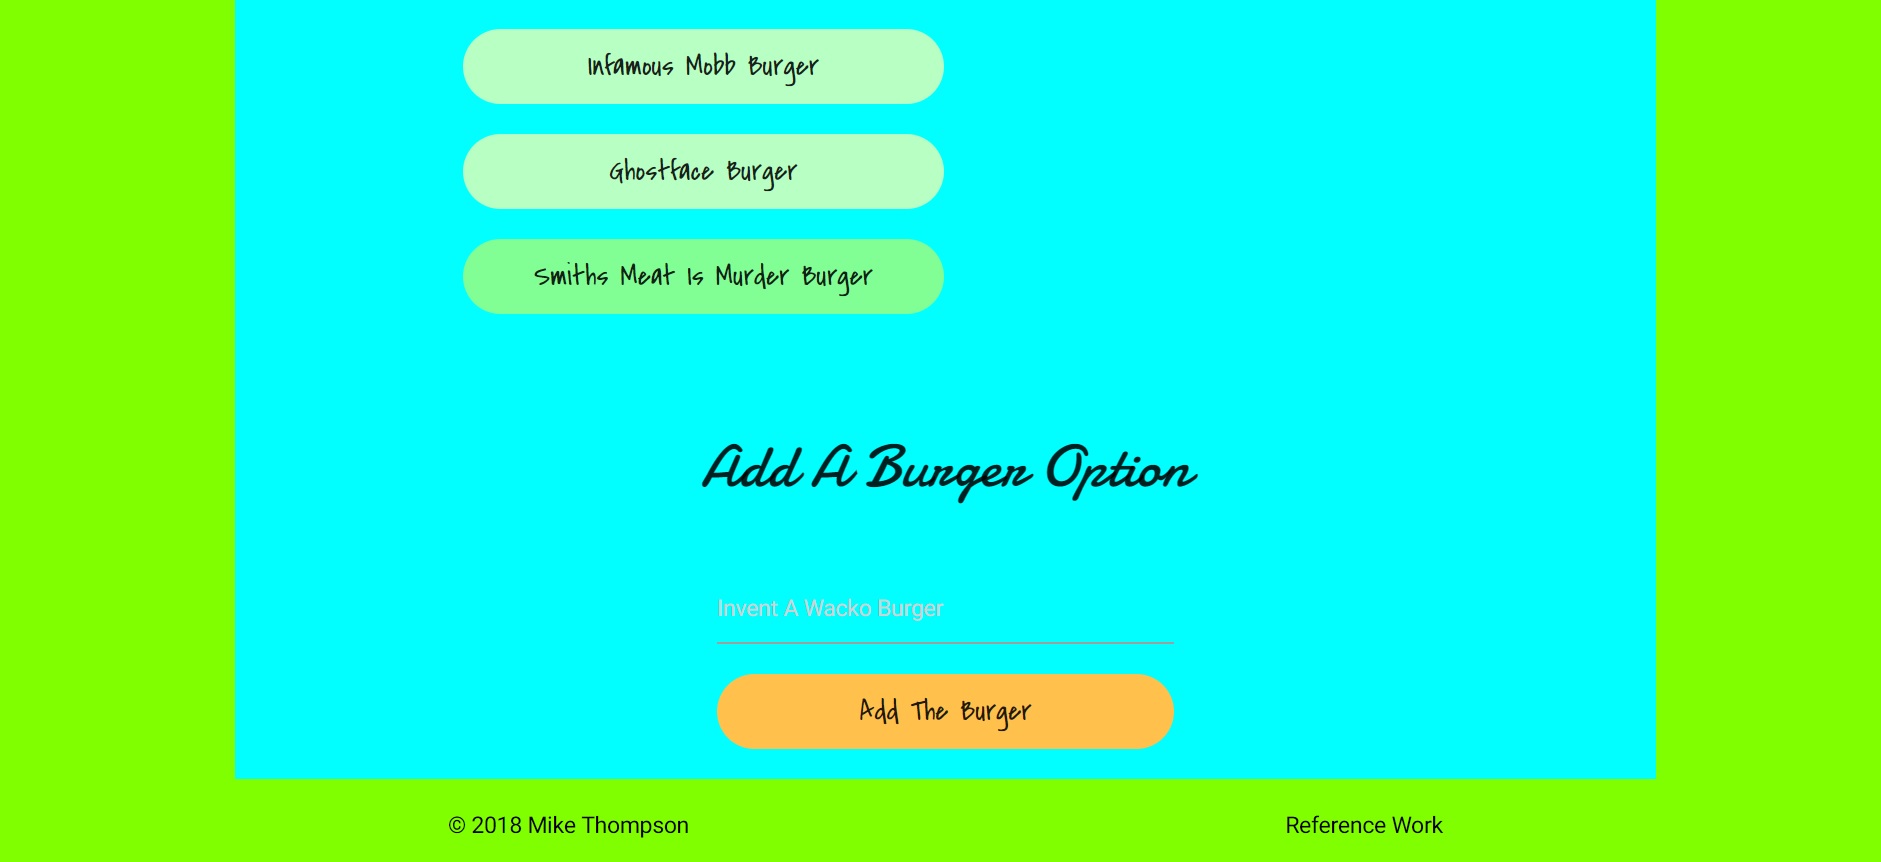 Infamous Mobb Burger
Ghostface Burger
Smiths Meat Is Murder Burger
Add A Burger Option
Invent A Wacko Burger
Add The Burger
© 2018 Mike Thompson
Reference Work